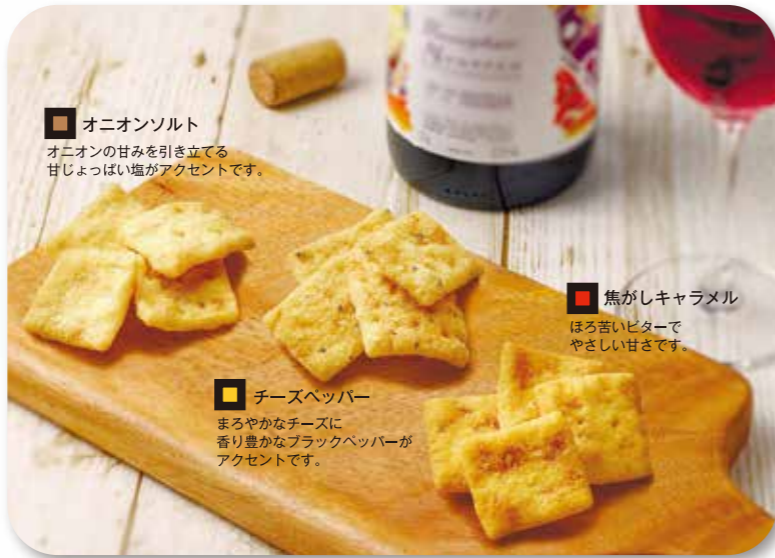 オニオンソルト
オニオンの甘みを引き立てる
甘じょっぱい塩がアクセントです。
焦がしキャラメル
ほろ苦いビターで
やさしい甘さです。
チーズペッパー
まろやかなチーズに
香り豊かなブラックペッパーが
アクセントです。